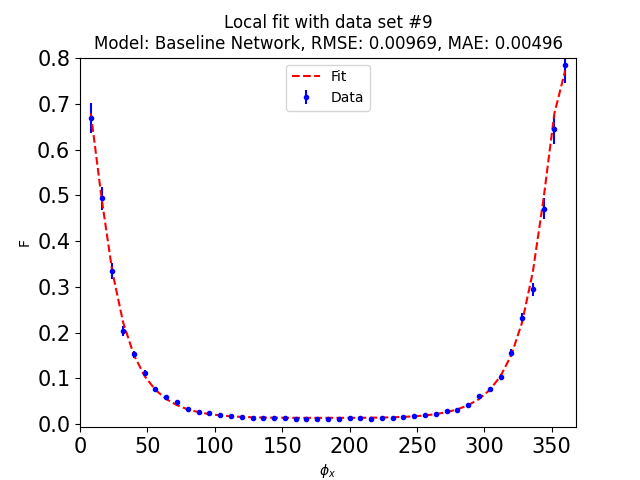 Local fit with data set #9
Model: Baseline Network, RMSE: 0.00969, MAE: 0.00496
Fit
Data
0.8
0.7
0.6
0.5
0.4
0.3
0.2
0.1
0.0
F
0 50 100 150 200 250 300 350
ϕₓ